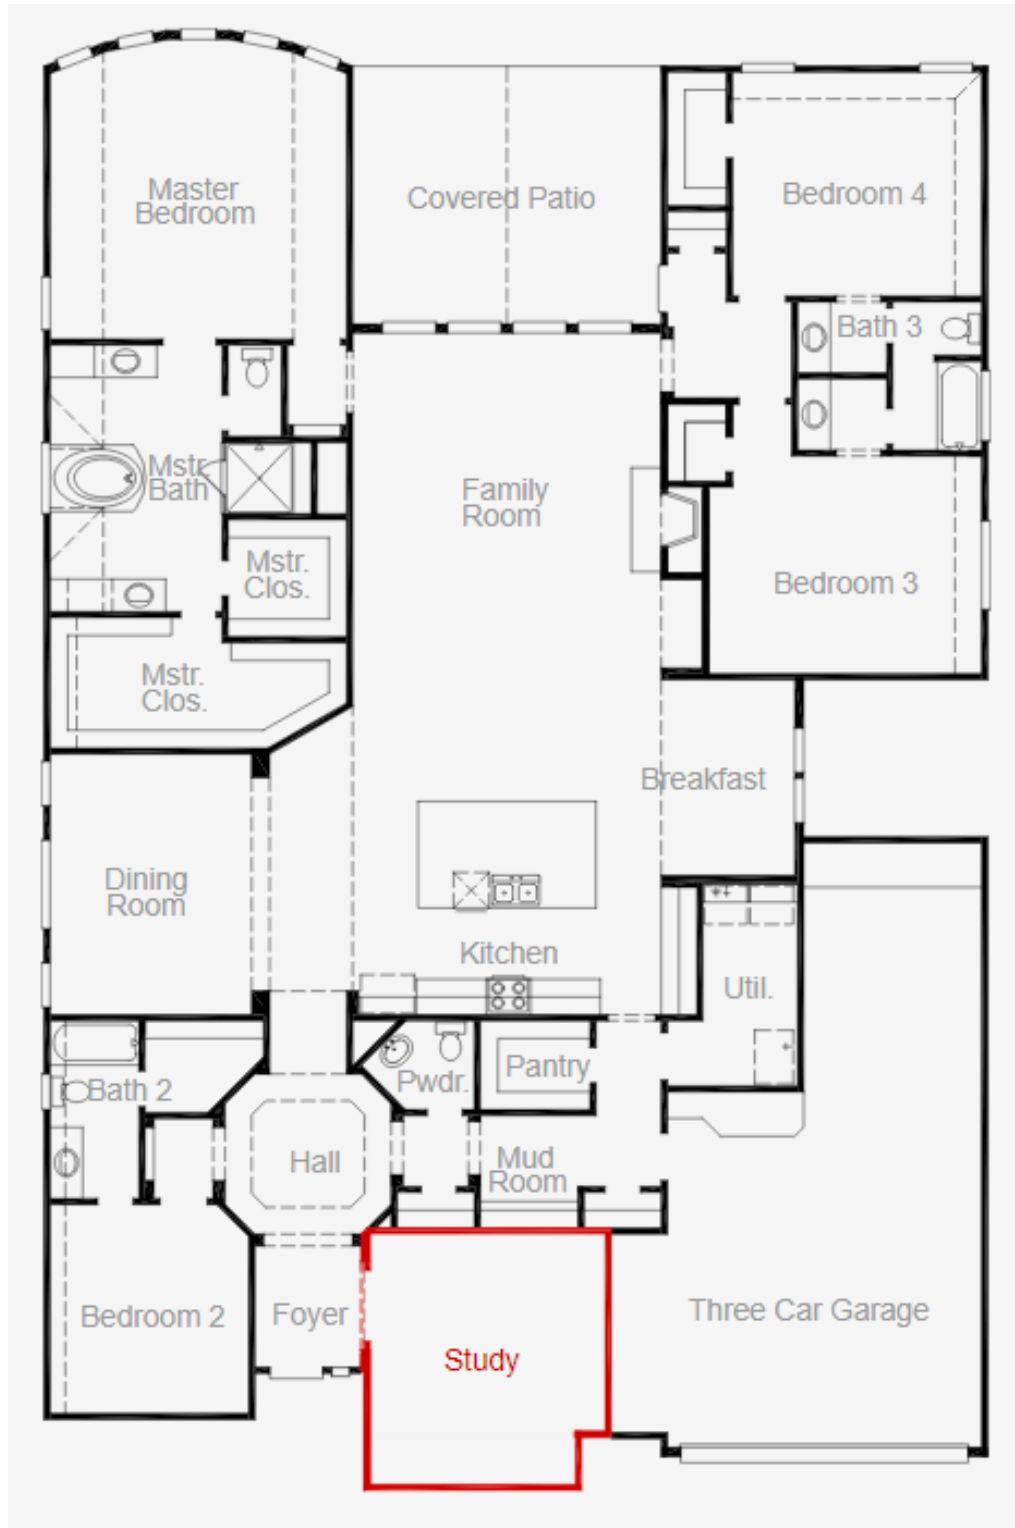 Master
Bedroom
Covered Patio
Bedroom 4
Bath 3
Mstr.
Bath
Family
Room
Mstr.
Clos.
Bedroom 3
Mstr.
Clos.
Breakfast
Dining
Room
Kitchen
Util.
Bath 2
Pwdr.
Pantry
Hall
Mud
Room
Bedroom 2
Foyer
Study
Three Car Garage